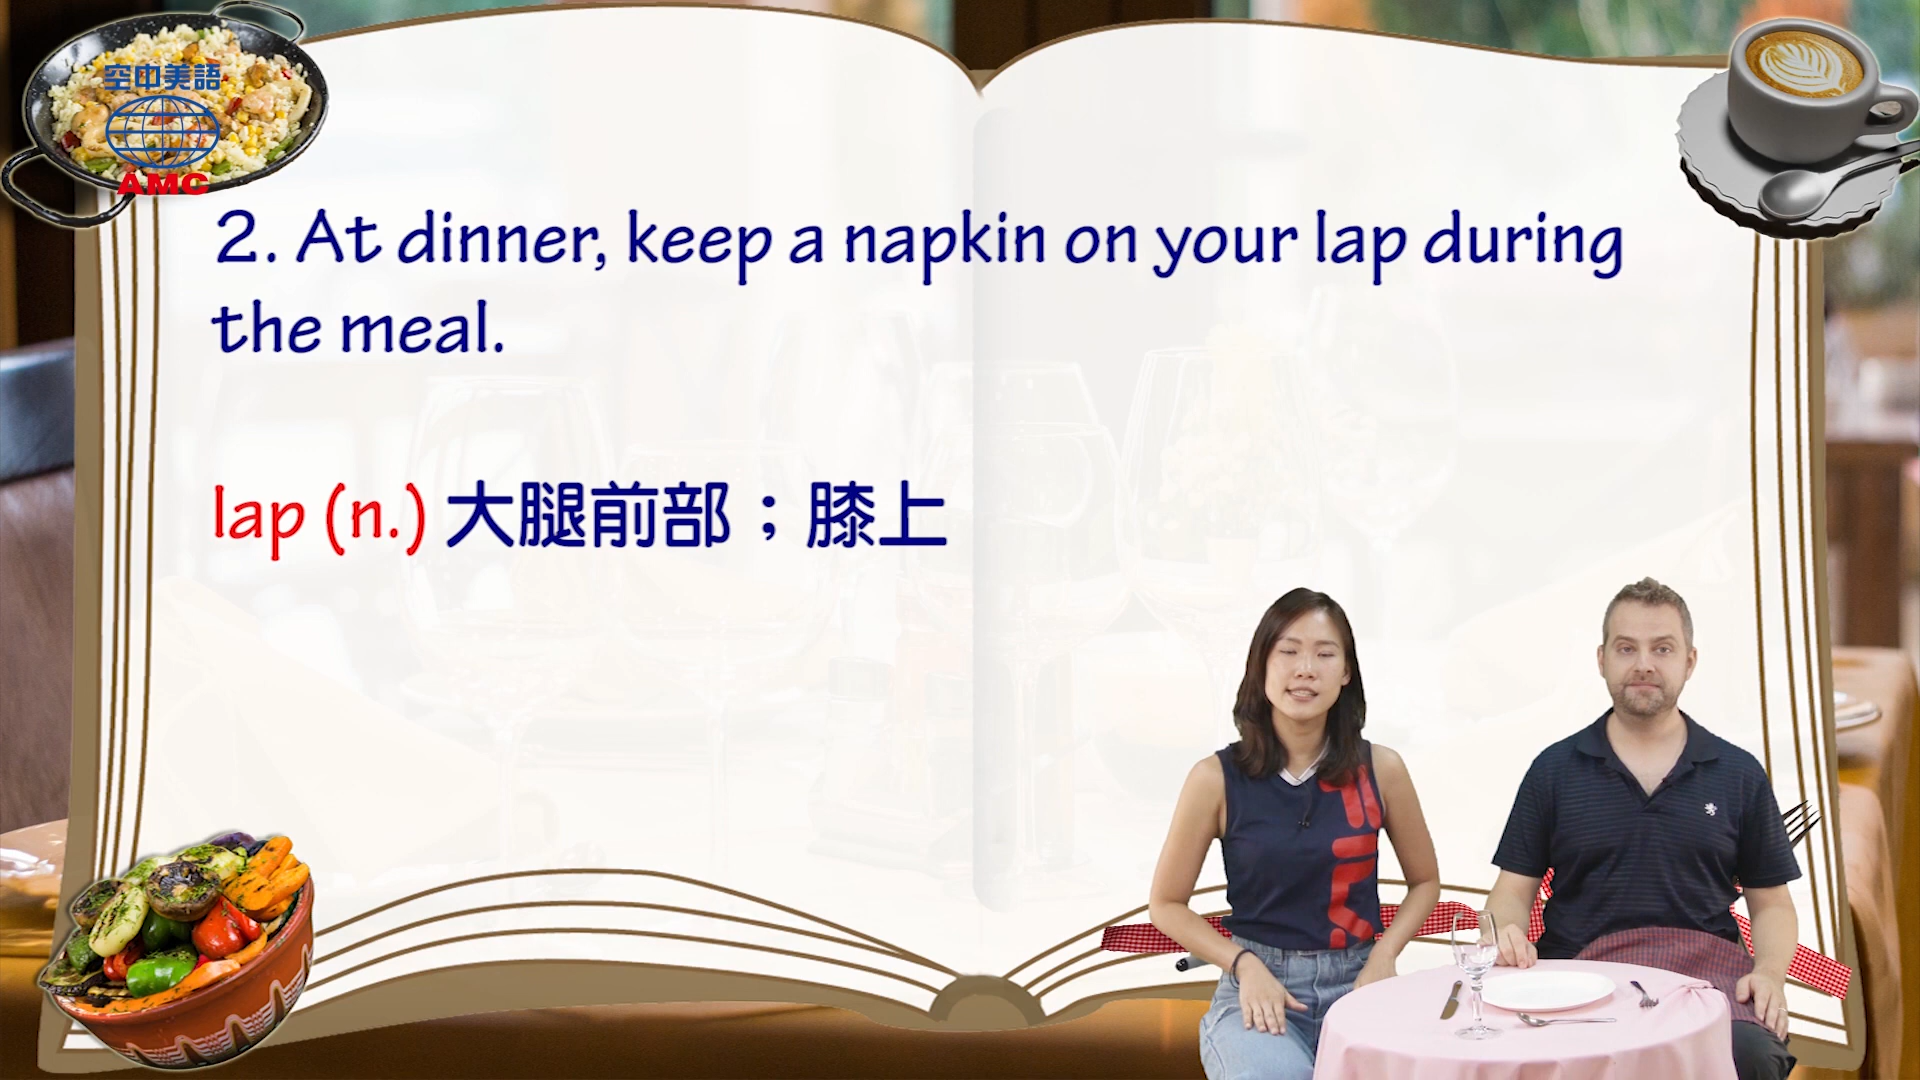 空中美語
AMC
2. At dinner, keep a napkin on your lap during
the meal.
lap (n.) 大腿前部；膝上
FILA